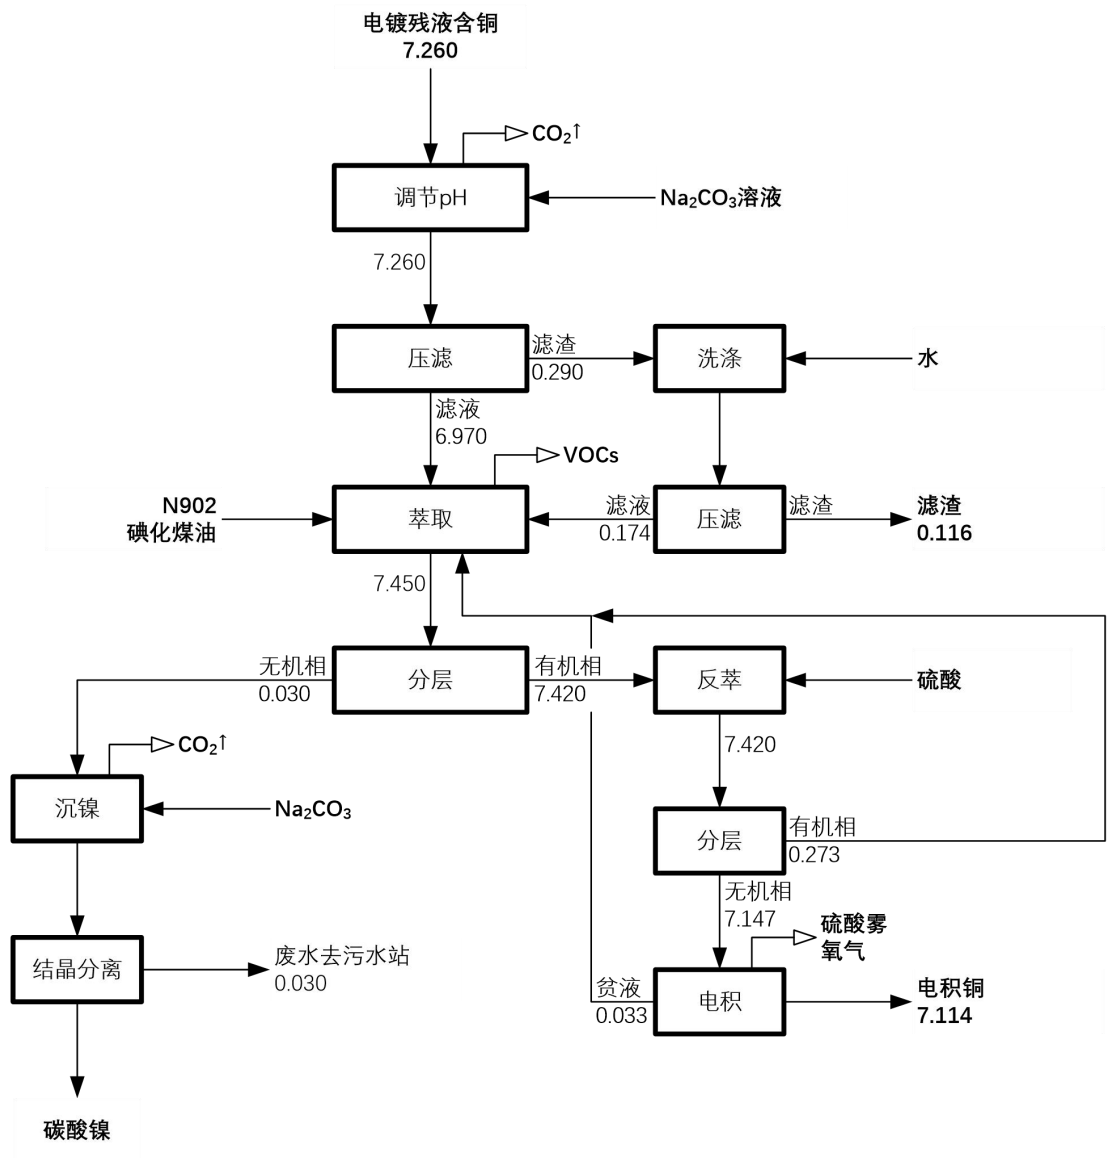 电镀残液含铜
7.260
CO₂↑
调节pH
Na₂CO₃溶液
7.260
压滤
滤渣
0.290
洗涤
水
滤液
6.970
VOCs
N902
碘化煤油
萃取
滤液
0.174
压滤
滤渣
滤渣
0.116
7.450
无机相
0.030
分层
有机相
7.420
反萃
硫酸
CO₂↑
7.420
沉镍
Na₂CO₃
分层
有机相
0.273
无机相
7.147
硫酸雾
氧气
结晶分离
废水去污水站
0.030
贫液
0.033
电积
电积铜
7.114
碳酸镍